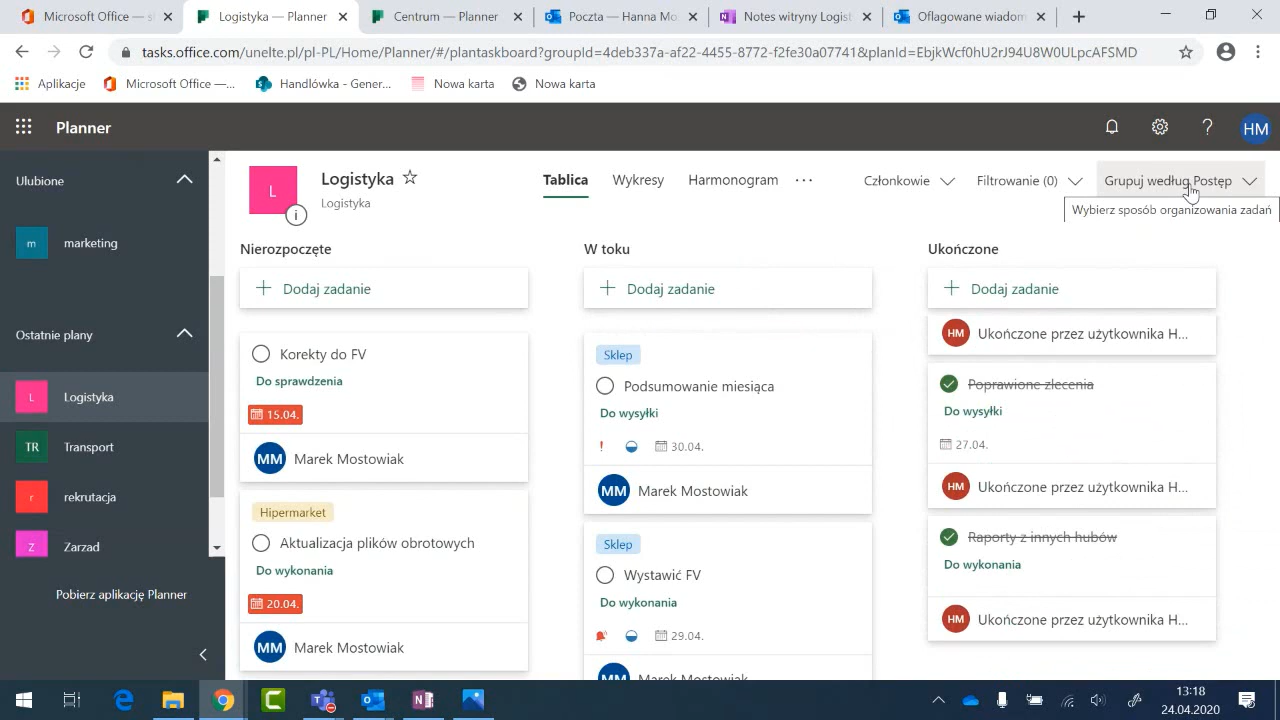 Microsoft Office — s
Logistyka — Planner
Centrum — Planner
Poczta — Hanna Mo
Notes witryny Logist
Oflagowane wiadom
tasks.office.com/unelte.pl/pl-PL/Home/Planner/#/plantaskboard?groupId=4deb337a-af22-4455-8772-f2fe30a07741&planId=EbjkWcf0hU2rJ94U8W0ULpcAFSMD
Aplikacje
Microsoft Office —...
Handlówka - Gener...
Nowa karta
Nowa karta
Planner
HM
Ulubione
m marketing
Ostatnie plany
L Logistyka
TR Transport
r rekrutacja
Z Zarzad
Pobierz aplikację Planner
L
Logistyka
Logistyka
Tablica
Wykresy
Harmonogram
Członkowie
Filtrowanie (0)
Grupuj według Postęp
Wybierz sposób organizowania zadań
Nierozpoczęte
Dodaj zadanie
Korekty do FV
Do sprawdzenia
15.04.
MM Marek Mostowiak
Hipermarket
Aktualizacja plików obrotowych
Do wykonania
20.04.
MM Marek Mostowiak
W toku
Dodaj zadanie
Sklep
Podsumowanie miesiąca
Do wysyłki
30.04.
MM Marek Mostowiak
Sklep
Wystawić FV
Do wykonania
29.04.
MM Marek Mostowiak
Ukończone
Dodaj zadanie
HM Ukończone przez użytkownika H...
Poprawione zlecenia
Do wysyłki
27.04.
HM Ukończone przez użytkownika H...
Raporty z innych hubów
Do wykonania
HM Ukończone przez użytkownika H...
13:18
24.04.2020